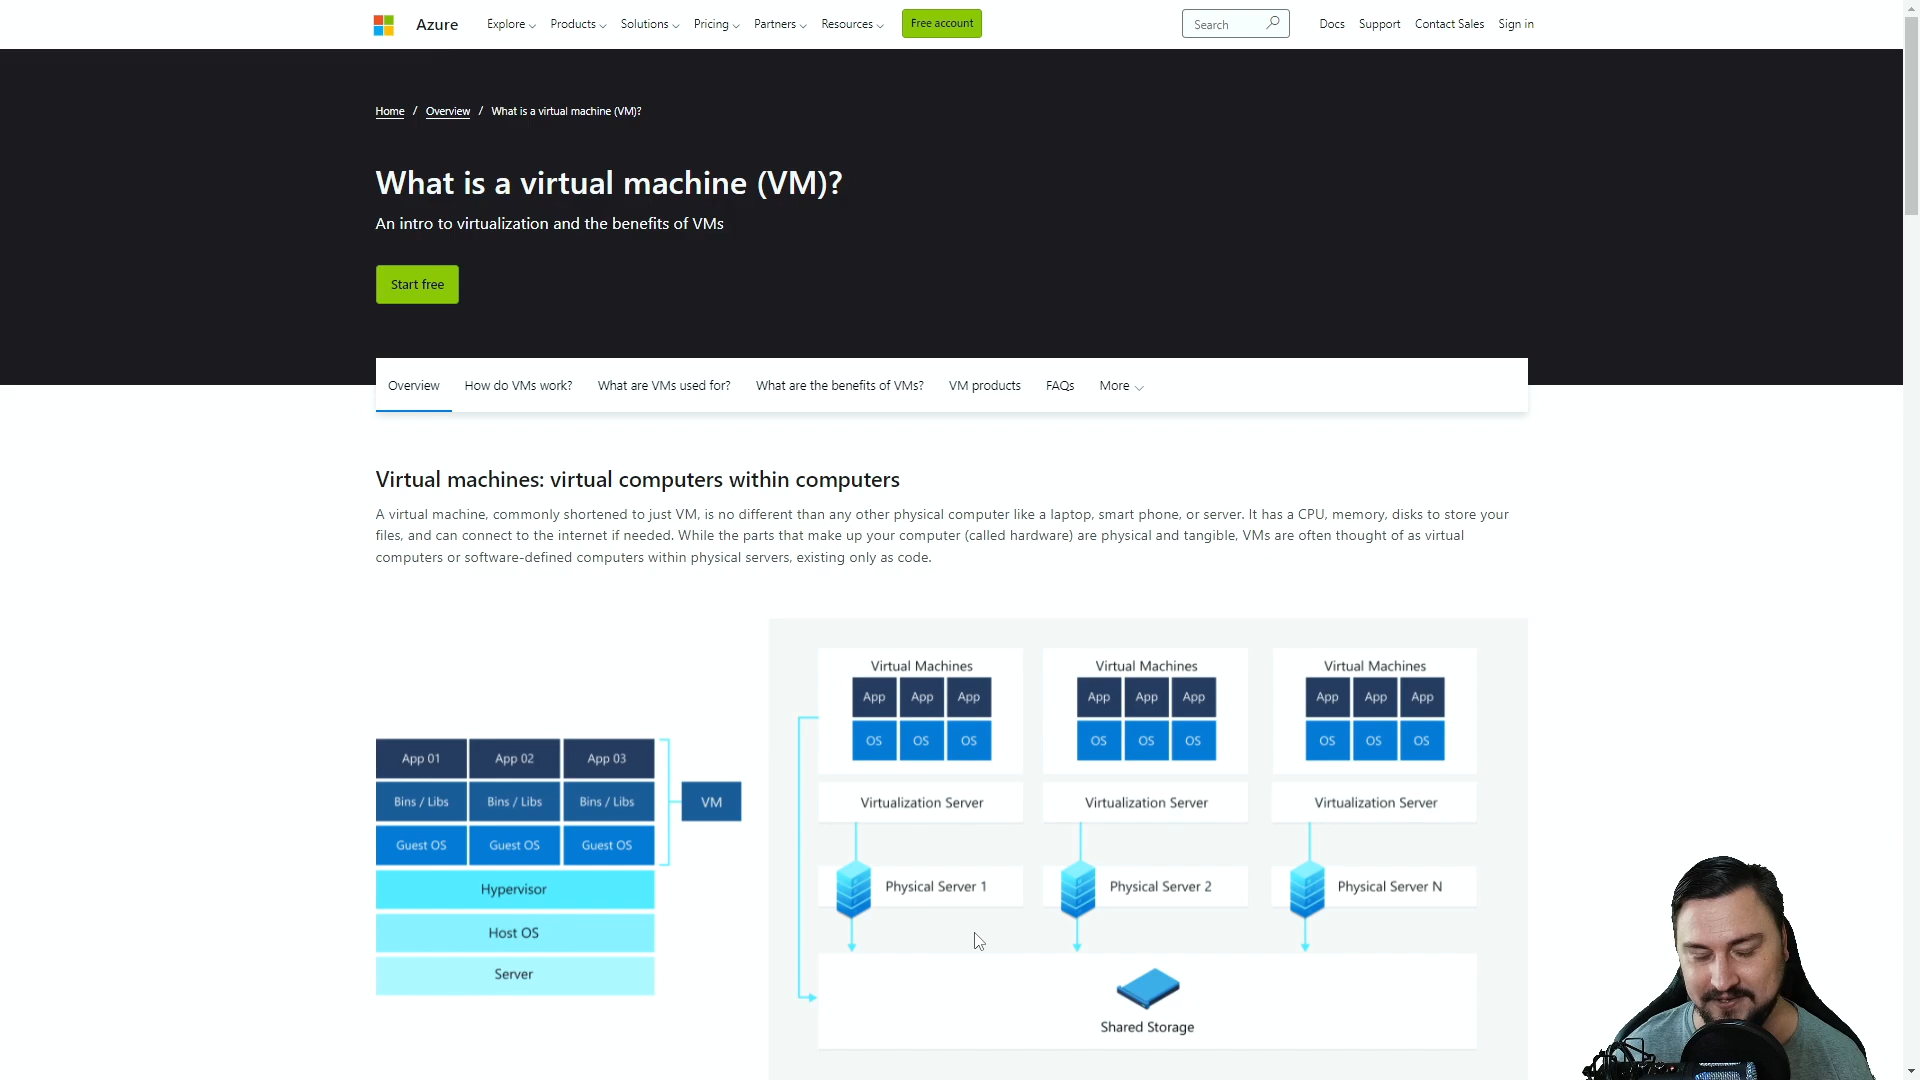 Azure Explore Products Solutions Pricing Partners Resources Free account Search Docs Support Contact Sales Sign in
Home / Overview / What is a virtual machine (VM)?
What is a virtual machine (VM)?
An intro to virtualization and the benefits of VMs
Start free
Overview How do VMs work? What are VMs used for? What are the benefits of VMs? VM products FAQs More
Virtual machines: virtual computers within computers
A virtual machine, commonly shortened to just VM, is no different than any other physical computer like a laptop, smart phone, or server. It has a CPU, memory, disks to store your
files, and can connect to the internet if needed. While the parts that make up your computer (called hardware) are physical and tangible, VMs are often thought of as virtual
computers or software-defined computers within physical servers, existing only as code.
App 01 App 02 App 03
Bins / Libs Bins / Libs Bins / Libs VM
Guest OS Guest OS Guest OS
Hypervisor
Host OS
Server
Virtual Machines Virtual Machines Virtual Machines
App App App App App App App App App
OS OS OS OS OS OS OS OS OS
Virtualization Server Virtualization Server Virtualization Server
Physical Server 1 Physical Server 2 Physical Server N
Shared Storage